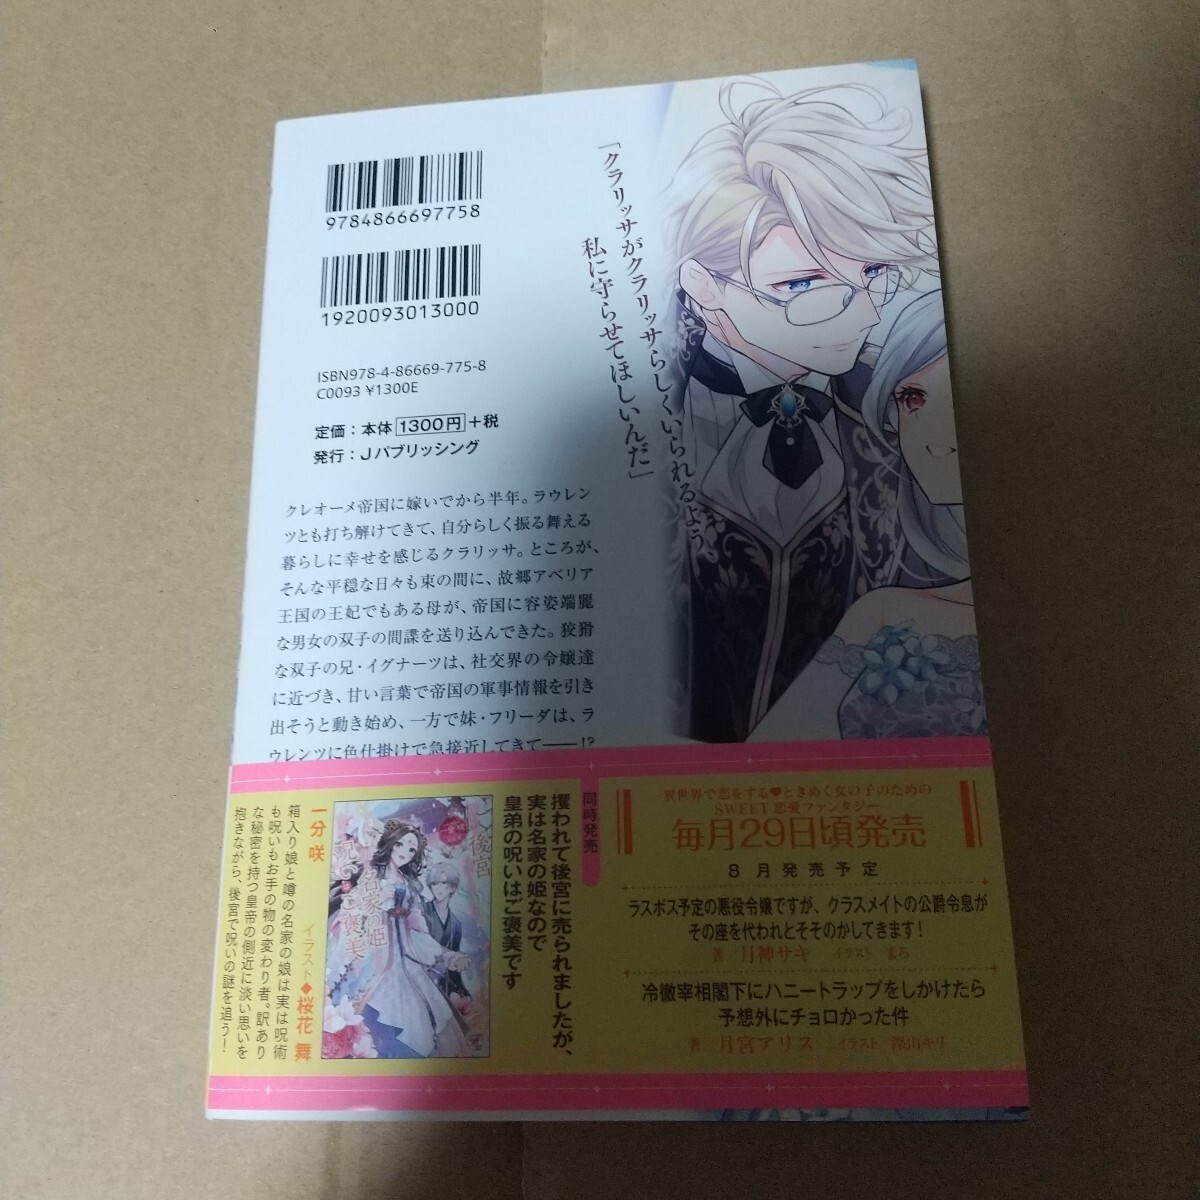 9784866697758
1920093013000
ISBN978-4-86669-775-8
C0093 ¥1300E
定価：本体1300円+税
発行：Jパブリッシング
「クラリッサがクラリッサらしくいられるよう、
私に守らせてほしいんだ」
クレオーメ帝国に嫁いでから半年。ラウレン
ツとも打ち解けてきて、自分らしく振る舞える
暮らしに幸せを感じるクラリッサ。ところが、
そんな平穏な日々も束の間に、故郷アベリア
王国の王妃でもある母が、帝国に容姿端麗
な男女の双子の間諜を送り込んできた。狡猾
な双子の兄・イグナーツは、社交界の令嬢達
に近づき、甘い言葉で帝国の軍事情報を引き
出そうと動き始め、一方で妹・フリーダは、ラ
ウレンツに色仕掛けで急接近してきて――!?
異世界で恋をする♥ときめく女の子のための
SWEET恋愛ファンタジー
毎月29日頃発売
8月発売予定
ラスボス予定の悪役令嬢ですが、クラスメイトの公爵令息が
その座を代われとそそのかしてきます！
著 月神サキ イラスト まろ
冷徹宰相閣下にハニートラップをしかけたら
予想外にチョロかった件
著 月宮アリス イラスト 深山キリ
同時発売
攫われて後宮に売られましたが、
実は名家の姫なので
皇弟の呪いはご褒美です
一分咲 イラスト◆桜花舞
箱入り娘と噂の名家の娘は実は呪術
も呪いもお手の物の変わり者。訳あり
な秘密を持つ皇帝の側近に淡い思いを
抱きながら、後宮で呪いの謎を追う！